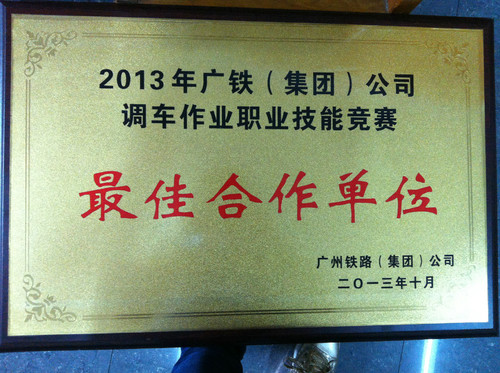 2013年广铁（集团）公司
调车作业职业技能竞赛
最佳合作单位
广州铁路（集团）公司
二〇一三年十月